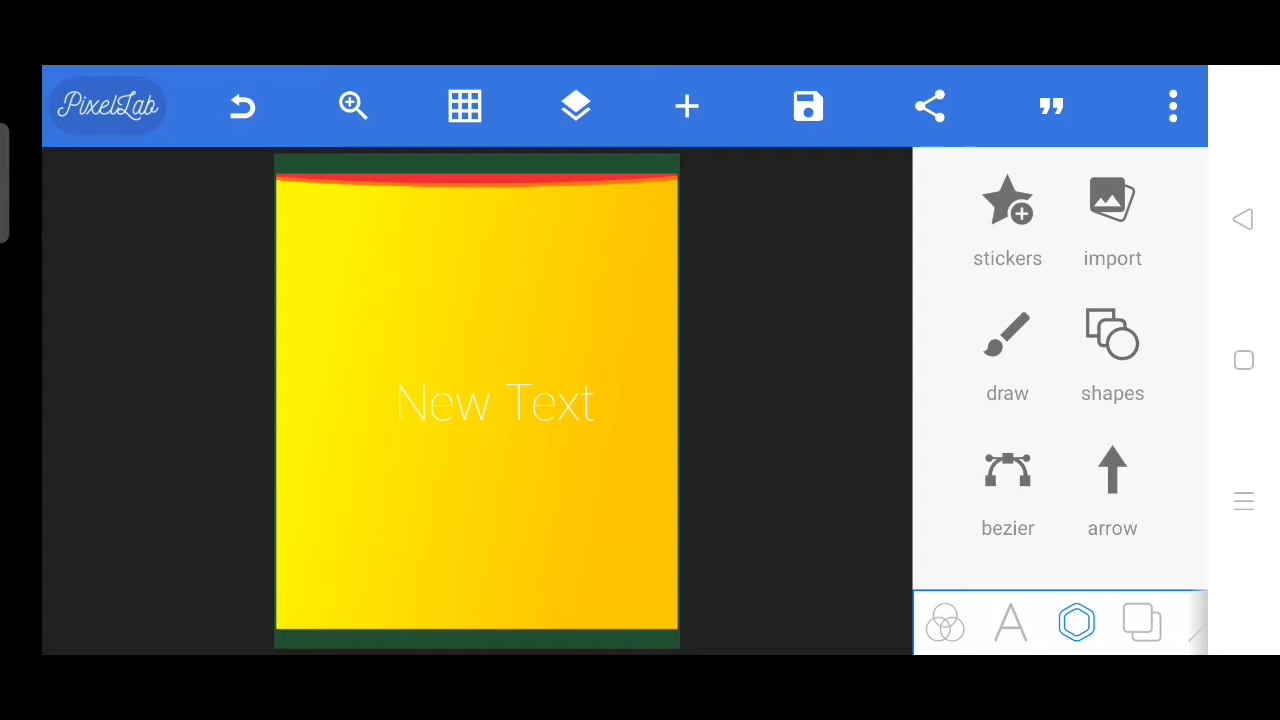 PixelLab
New Text
stickers import
draw shapes
bezier arrow